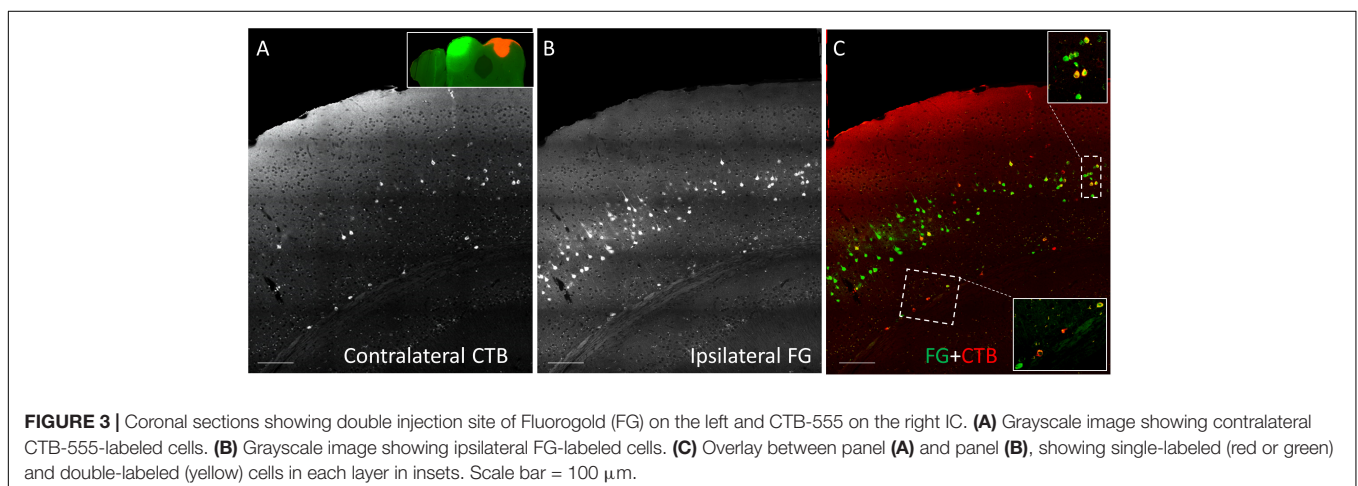 A
B
C
Contralateral CTB
Ipsilateral FG
FG+CTB
FIGURE 3 | Coronal sections showing double injection site of Fluorogold (FG) on the left and CTB-555 on the right IC. (A) Grayscale image showing contralateral
CTB-555-labeled cells. (B) Grayscale image showing ipsilateral FG-labeled cells. (C) Overlay between panel (A) and panel (B), showing single-labeled (red or green)
and double-labeled (yellow) cells in each layer in insets. Scale bar = 100 μm.